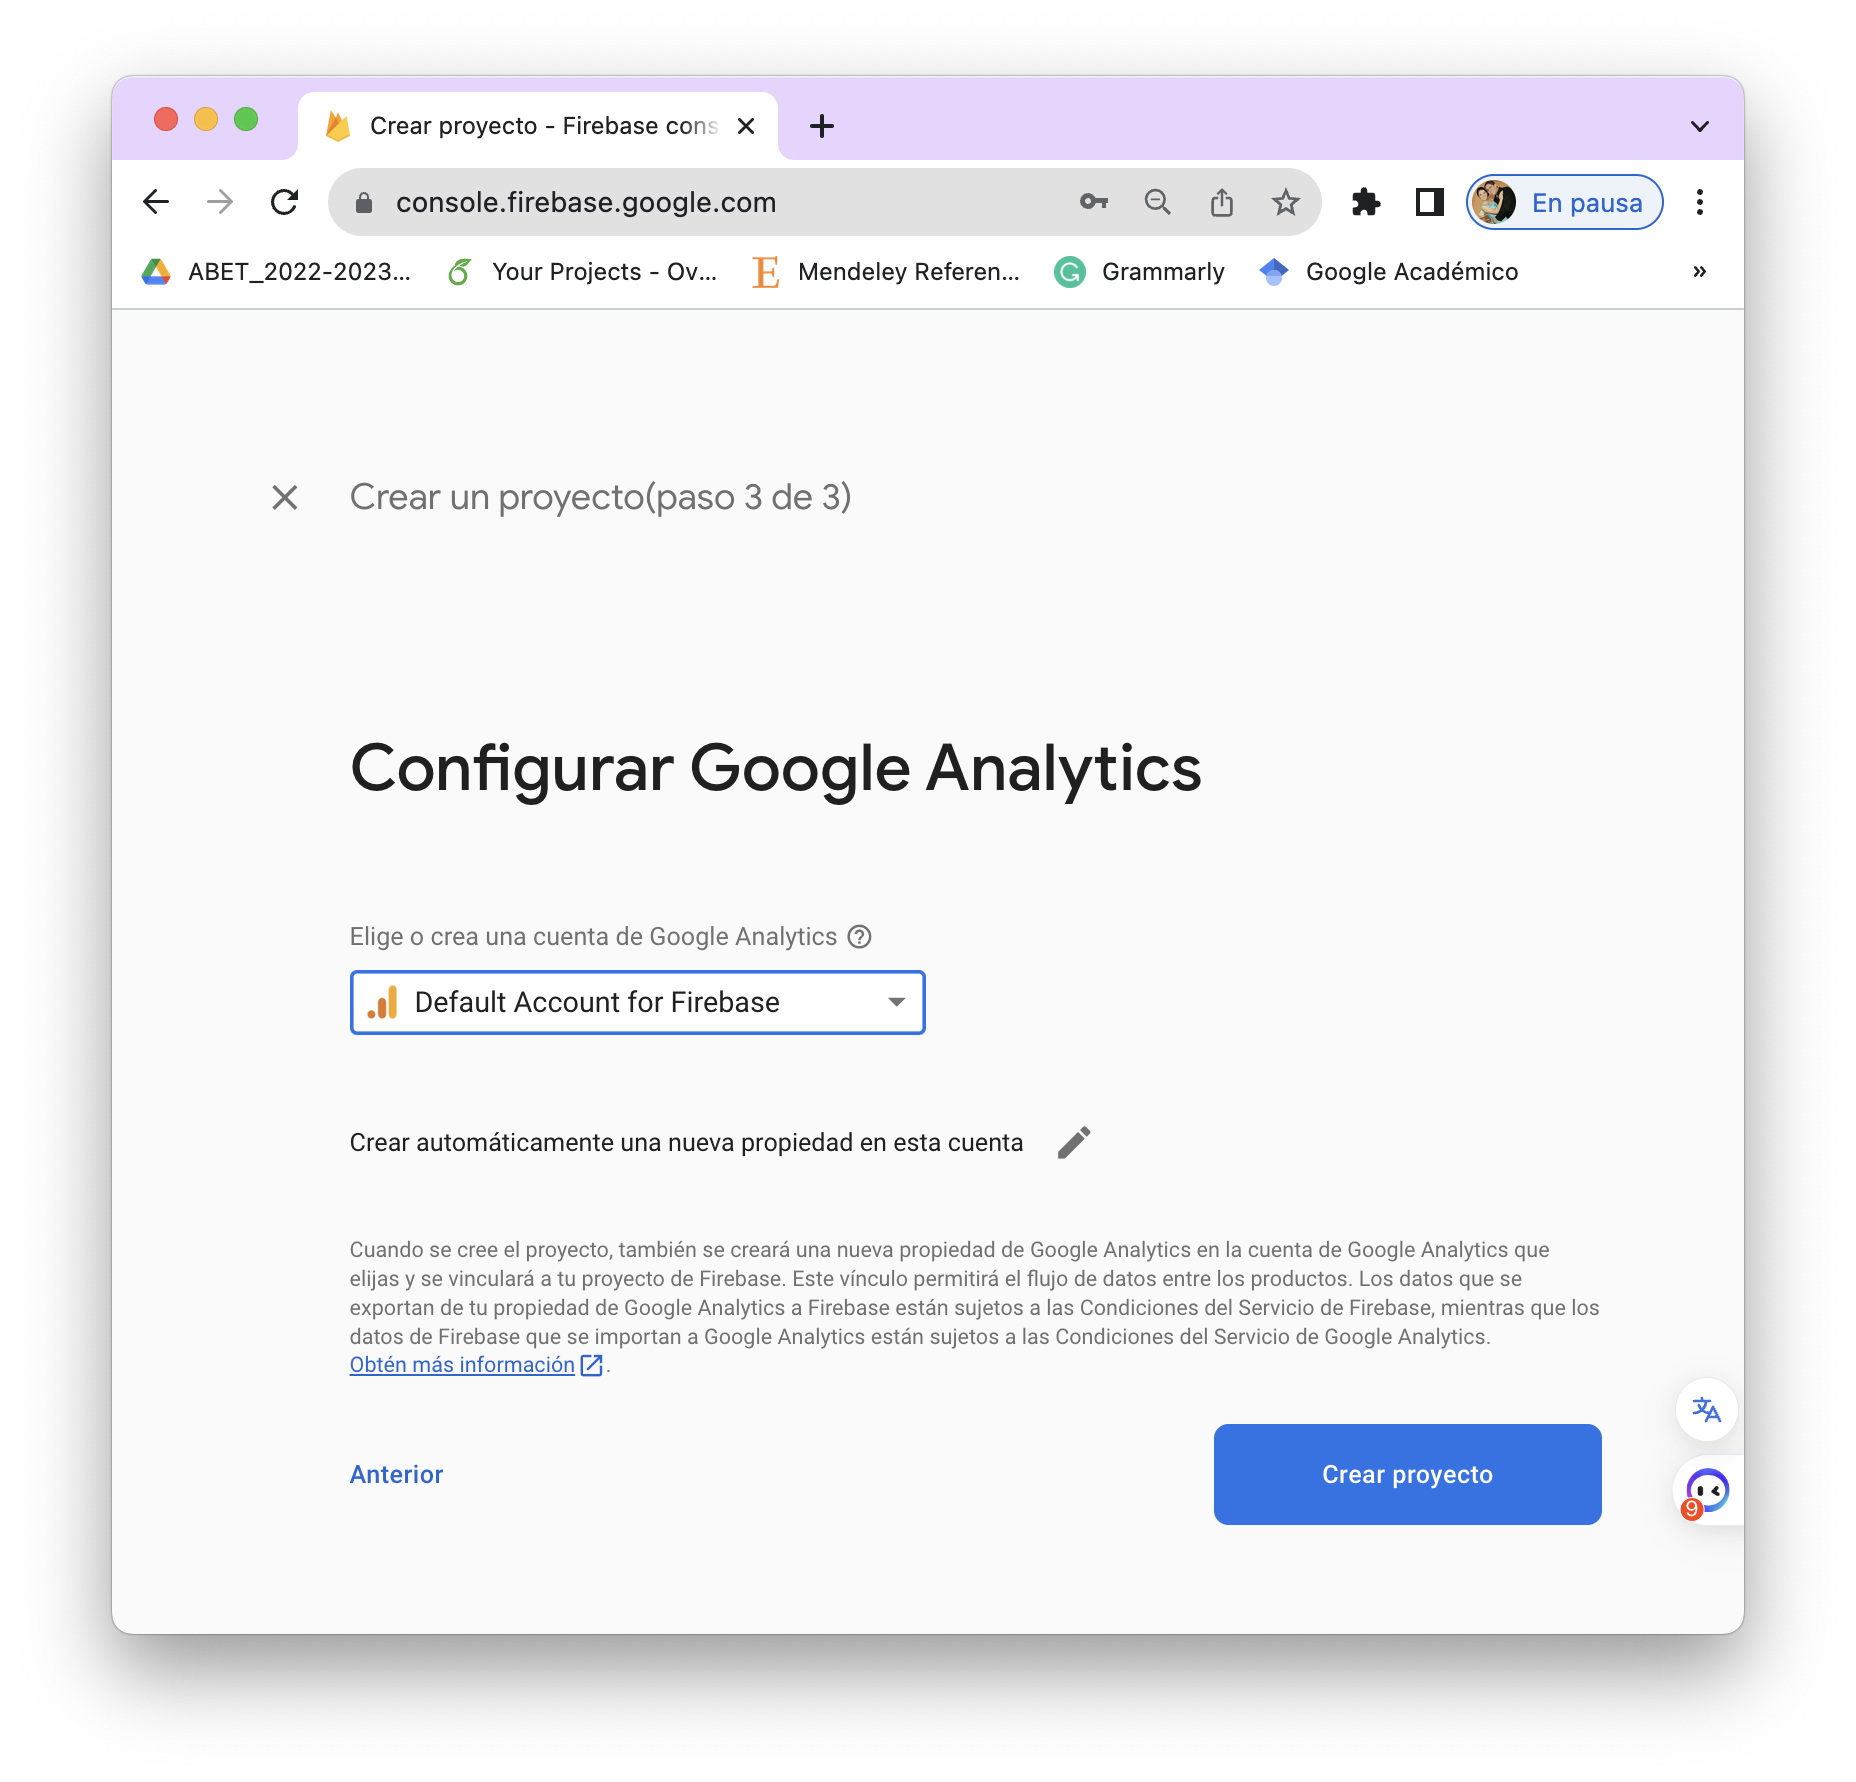 Crear proyecto - Firebase cons
console.firebase.google.com
En pausa
ABET_2022-2023...
Your Projects - Ov...
Mendeley Referen...
Grammarly
Google Académico
»
Crear un proyecto(paso 3 de 3)
Configurar Google Analytics
Elige o crea una cuenta de Google Analytics
Default Account for Firebase
Crear automáticamente una nueva propiedad en esta cuenta
Cuando se cree el proyecto, también se creará una nueva propiedad de Google Analytics en la cuenta de Google Analytics que
elijas y se vinculará a tu proyecto de Firebase. Este vínculo permitirá el flujo de datos entre los productos. Los datos que se
exportan de tu propiedad de Google Analytics a Firebase están sujetos a las Condiciones del Servicio de Firebase, mientras que los
datos de Firebase que se importan a Google Analytics están sujetos a las Condiciones del Servicio de Google Analytics.
Obtén más información.
Anterior
Crear proyecto
9